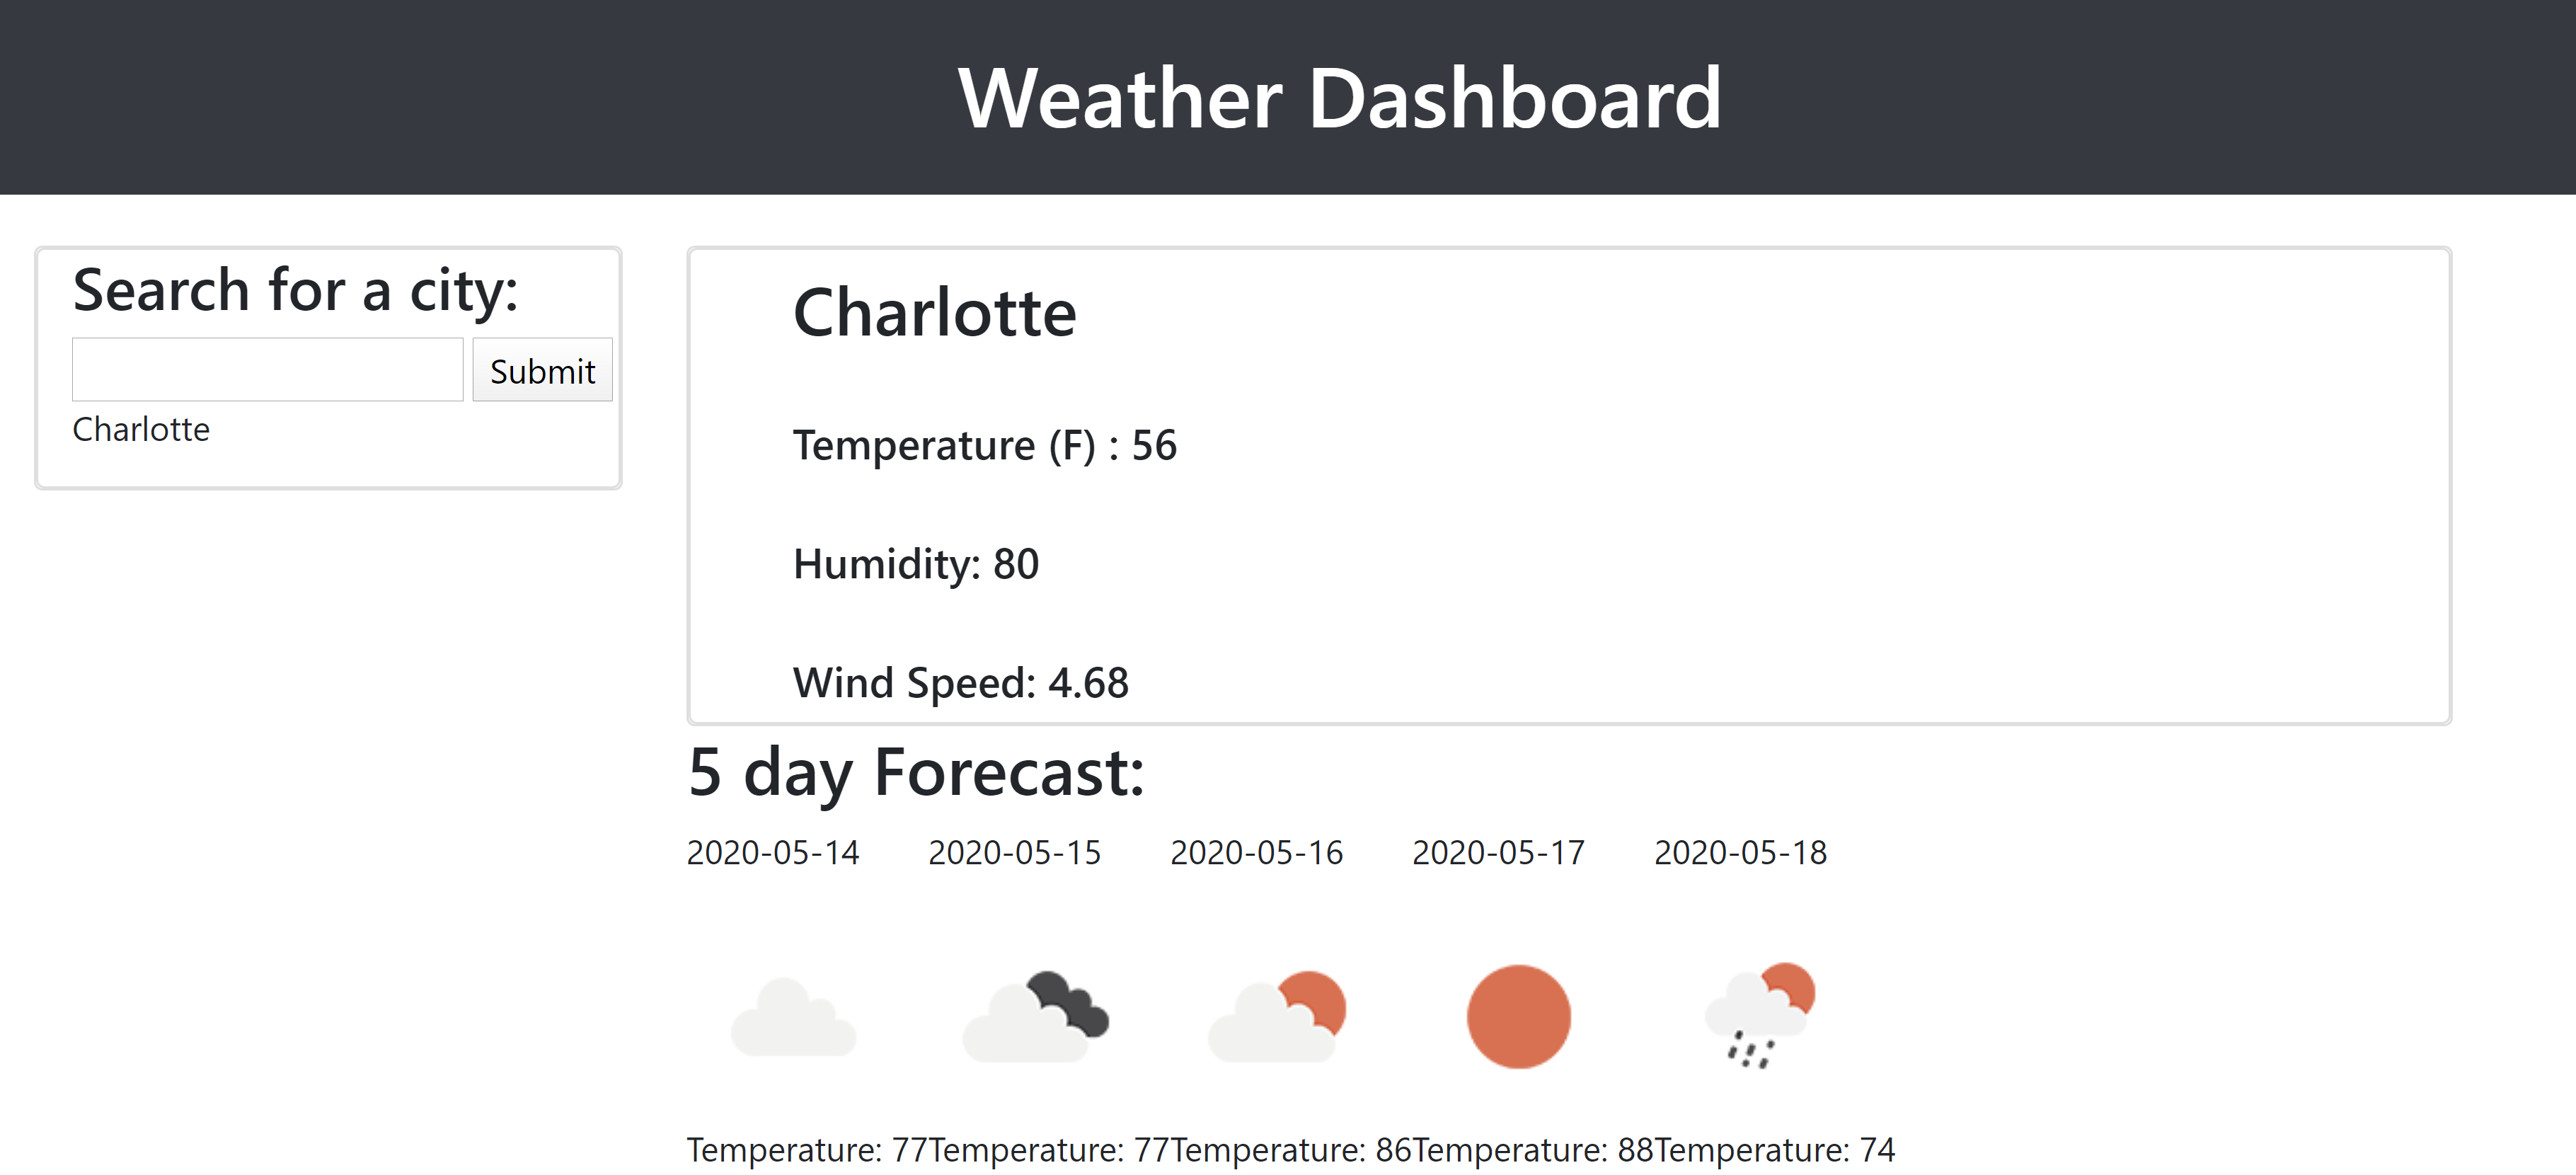 Weather Dashboard
Search for a city:
Submit
Charlotte
Charlotte
Temperature (F) : 56
Humidity: 80
Wind Speed: 4.68
5 day Forecast:
2020-05-14 2020-05-15 2020-05-16 2020-05-17 2020-05-18
Temperature: 77Temperature: 77Temperature: 86Temperature: 88Temperature: 74